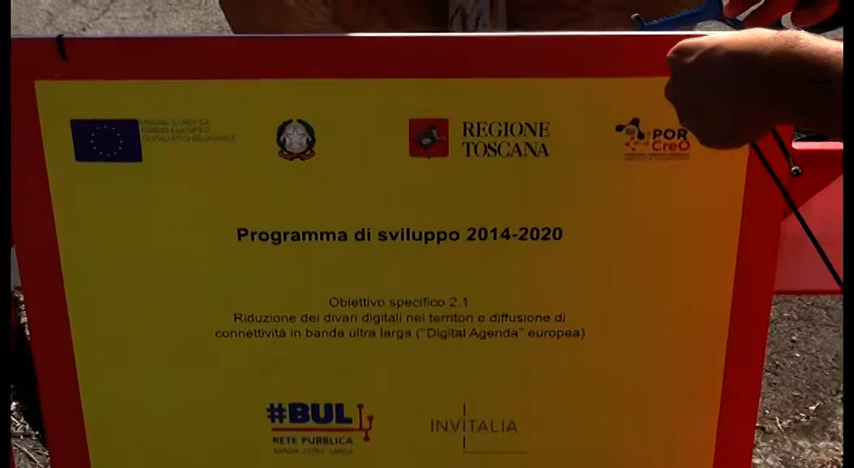 UNIONE EUROPEA
FONDO EUROPEO
DI SVILUPPO REGIONALE
REGIONE
TOSCANA
POR
CReO
Programma di sviluppo 2014-2020
Obiettivo specifico 2.1
Riduzione dei divari digitali nei territori e diffusione di
connettività in banda ultra larga ("Digital Agenda" europea)
#BUL
RETE PUBBLICA
BANDA ULTRA LARGA
INVITALIA